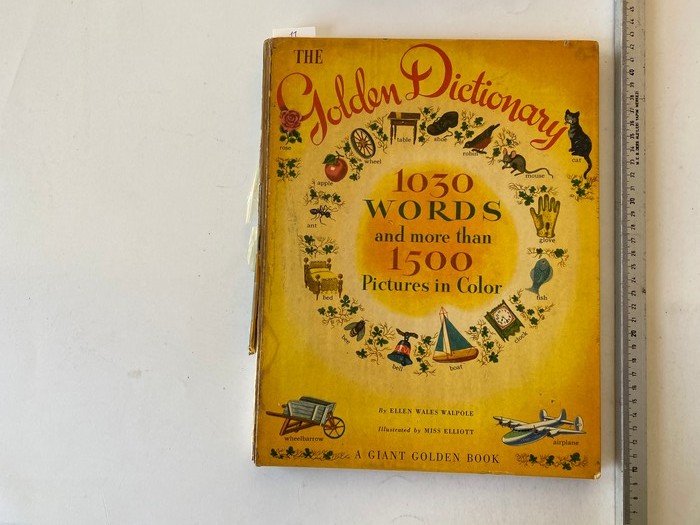 THE
Golden Dictionary
rose
wheel
table
shoe
robin
mouse
cat
apple
1030
WORDS
and more than
1500
Pictures in Color
ant
glove
bed
fish
bee
bell
boat
clock
By ELLEN WALES WALPOLE
Illustrated by MISS ELLIOTT
wheelbarrow
airplane
A GIANT GOLDEN BOOK